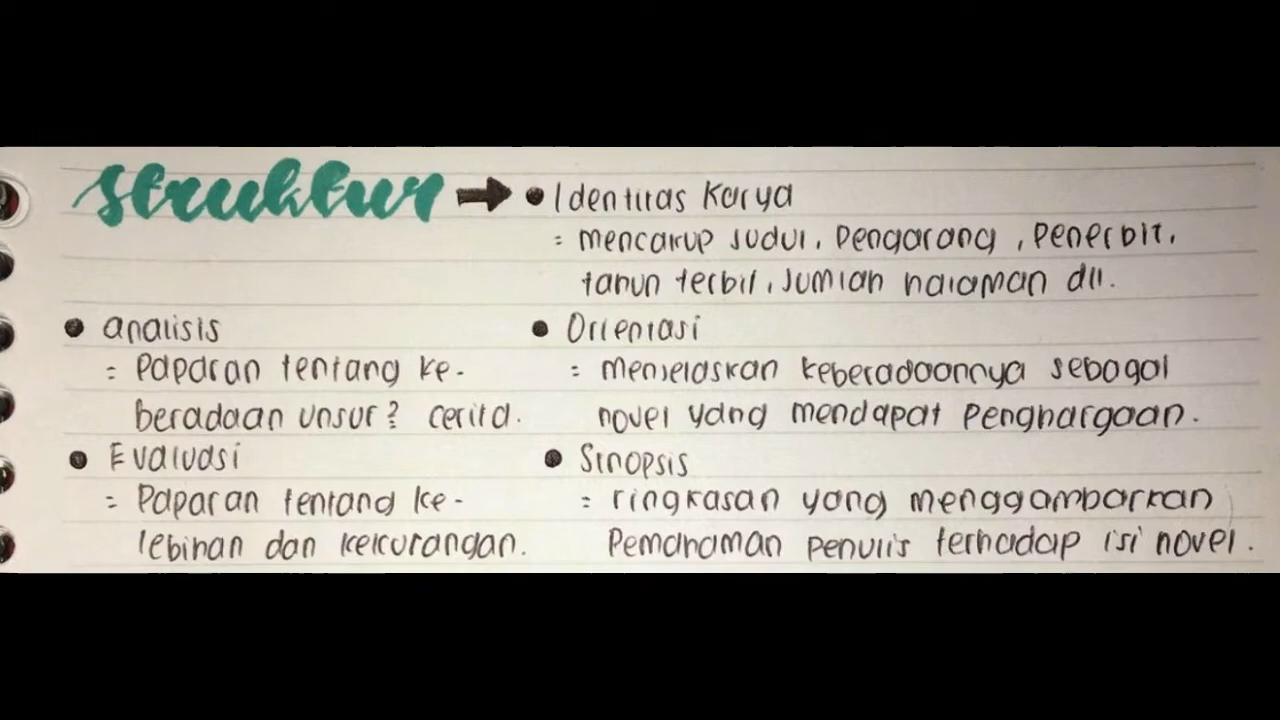 struktur → • Identitas Karya
= mencakup judul, pengarang, penerbit,
tahun terbit, jumlah halaman dll.
• Orientasi
= menjelaskan keberadaannya sebagai
novel yang mendapat penghargaan.
• Sinopsis
= ringkasan yang menggambarkan
Pemahaman penulis terhadap isi novel.
• analisis
= Paparan tentang ke-
beradaan unsur? cerita.
• Evaluasi
= Paparan tentang ke-
lebihan dan kekurangan.